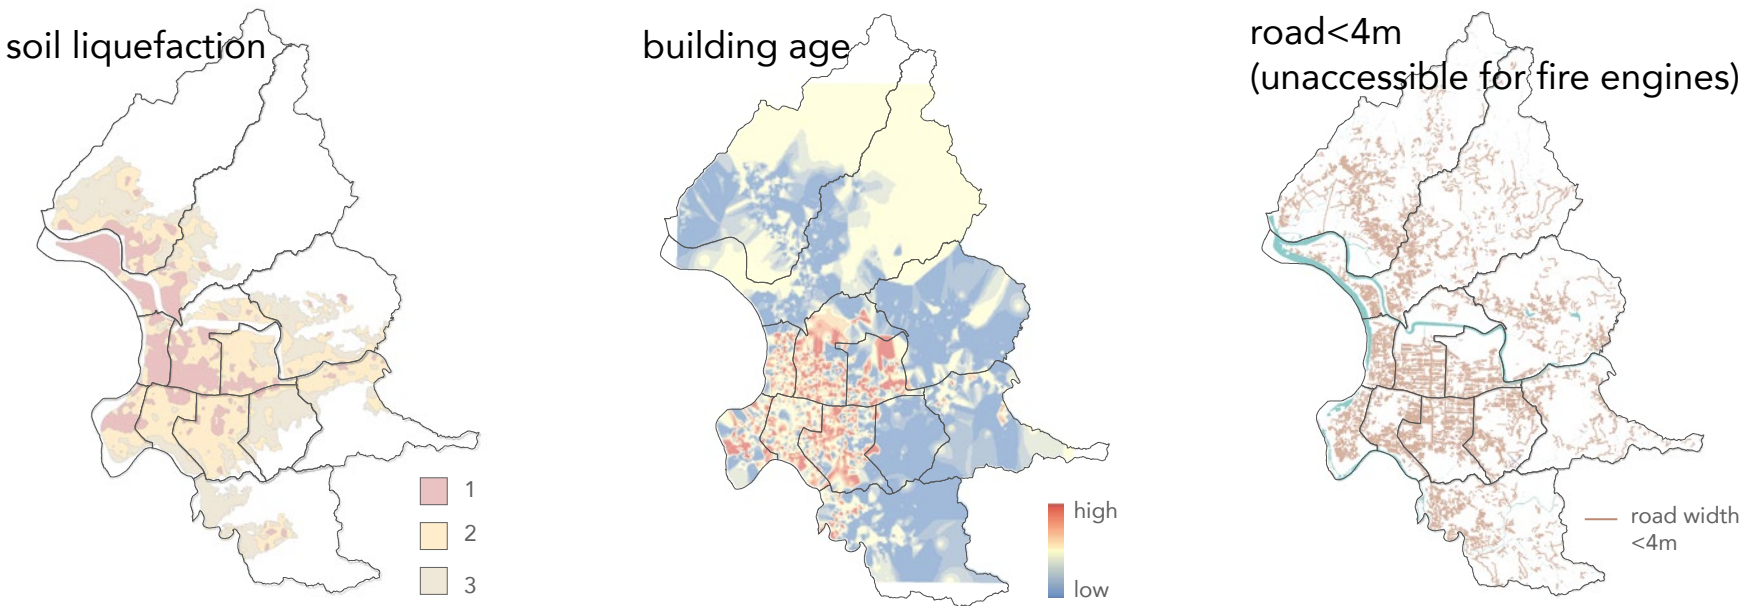 soil liquefaction
building age
road<4m
(unaccessible for fire engines)
1
2
3
high
low
road width
<4m